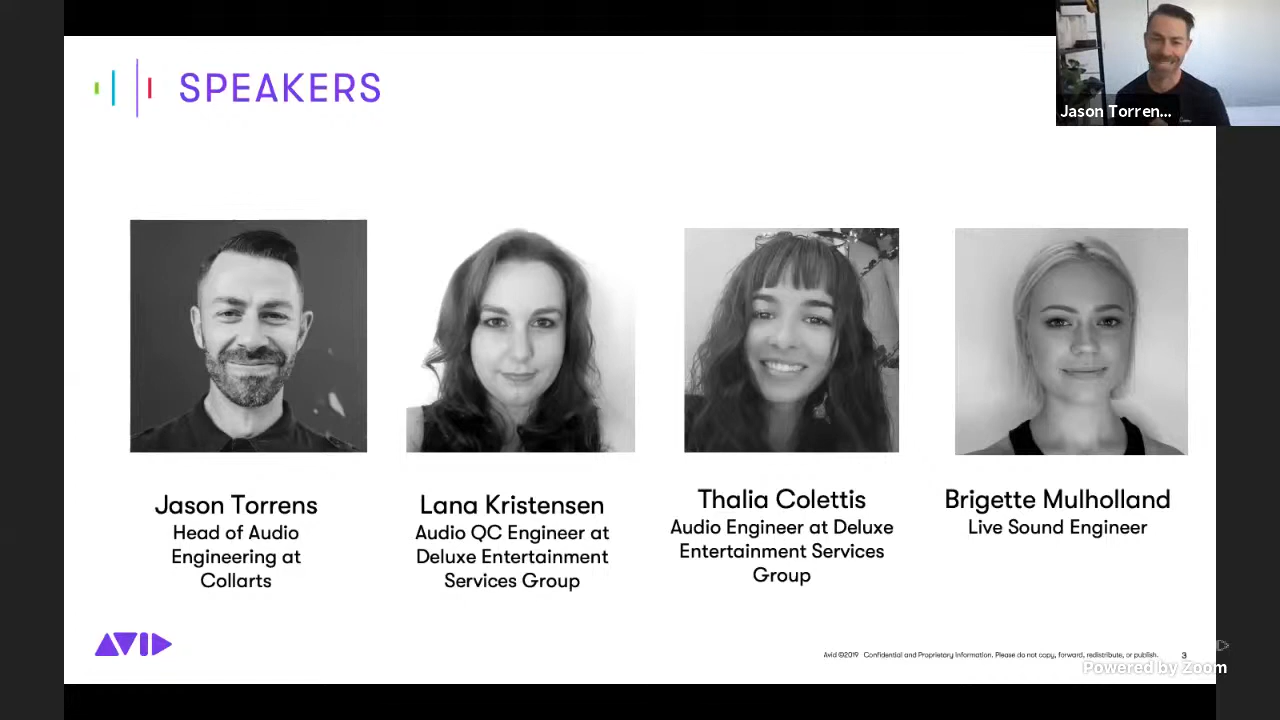 SPEAKERS
Jason Torren...
Jason Torrens
Head of Audio
Engineering at
Collarts
Lana Kristensen
Audio QC Engineer at
Deluxe Entertainment
Services Group
Thalia Colettis
Audio Engineer at Deluxe
Entertainment Services
Group
Brigette Mulholland
Live Sound Engineer
AVID
Avid ©2019 Confidential and Proprietary Information. Please do not copy, forward, redistribute, or publish.
3
Powered by Zoom